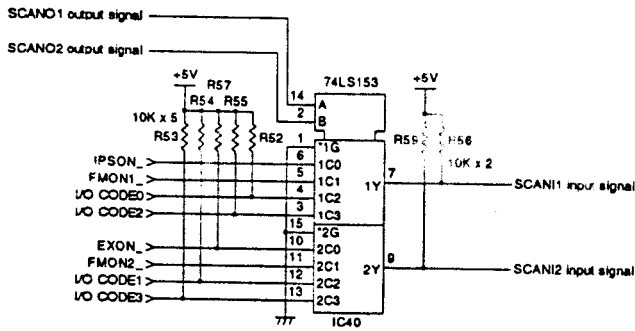 SCANO1 output signal
SCANO2 output signal
+5V
R57
R54 R55
10K x 5
R53
R52
74LS153
14 A
2 B
+5V
R59 R56
10K x 2
1 *1G
IPSON_ 6 1C0
FMON1_ 5 1C1
I/O CODE0 4 1C2
I/O CODE2 3 1C3
1Y 7 SCANI1 input signal
15 *2G
EXON_ 10 2C0
FMON2_ 11 2C1
I/O CODE1 12 2C2
I/O CODE3 13 2C3
2Y 9 SCANI2 input signal
IC40